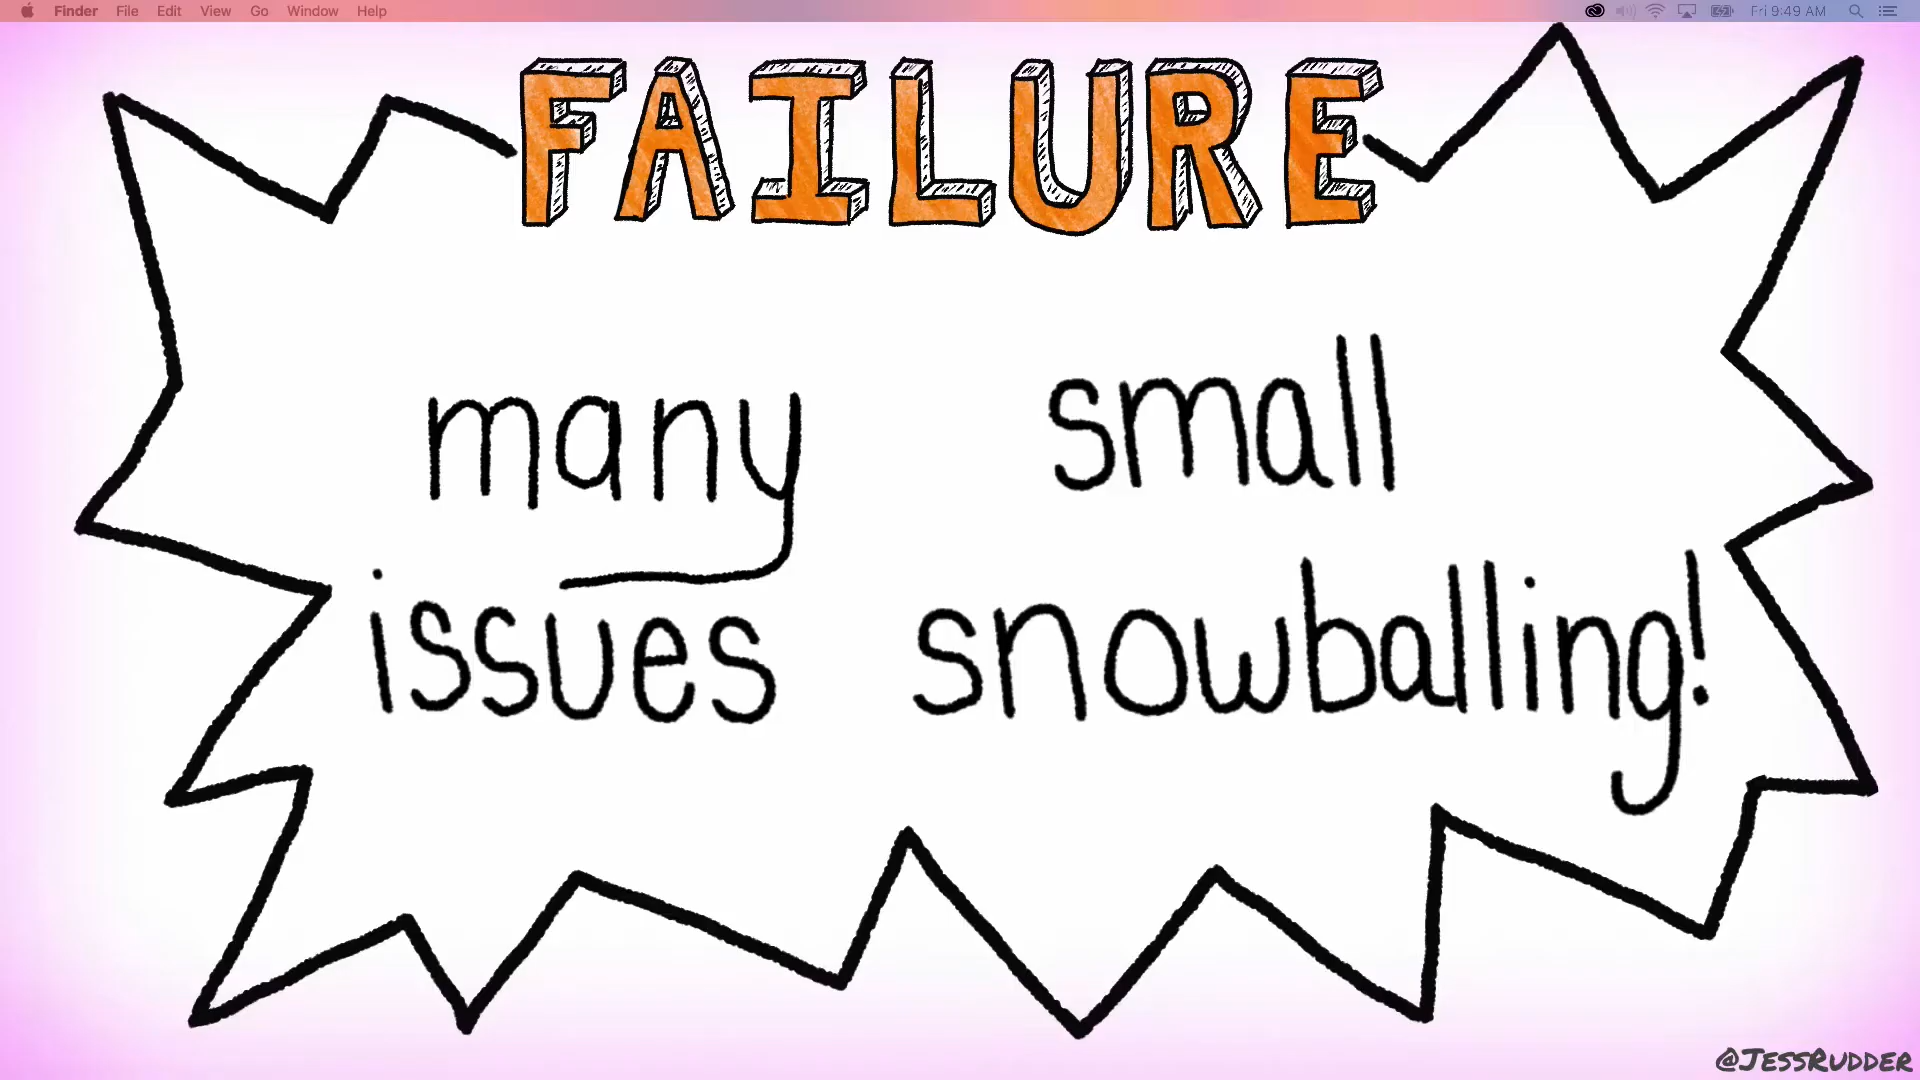 Finder File Edit View Go Window Help Fri 9:49 AM
FAILURE
many small
issues snowballing!
@JessRudder